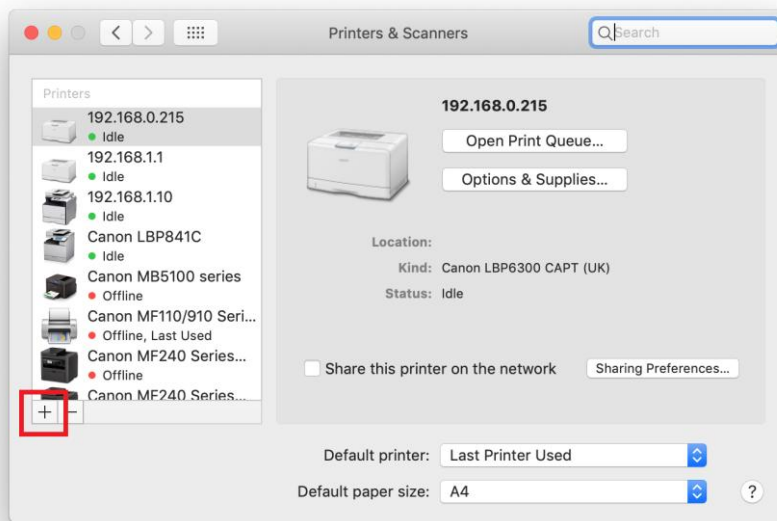 Printers & Scanners
Search
Printers
192.168.0.215
Idle
192.168.1.1
Idle
192.168.1.10
Idle
Canon LBP841C
Idle
Canon MB5100 series
Offline
Canon MF110/910 Seri...
Offline, Last Used
Canon MF240 Series...
Offline
Canon MF240 Series...
+ −
192.168.0.215
Open Print Queue...
Options & Supplies...
Location:
Kind: Canon LBP6300 CAPT (UK)
Status: Idle
Share this printer on the network Sharing Preferences...
Default printer: Last Printer Used
Default paper size: A4
?